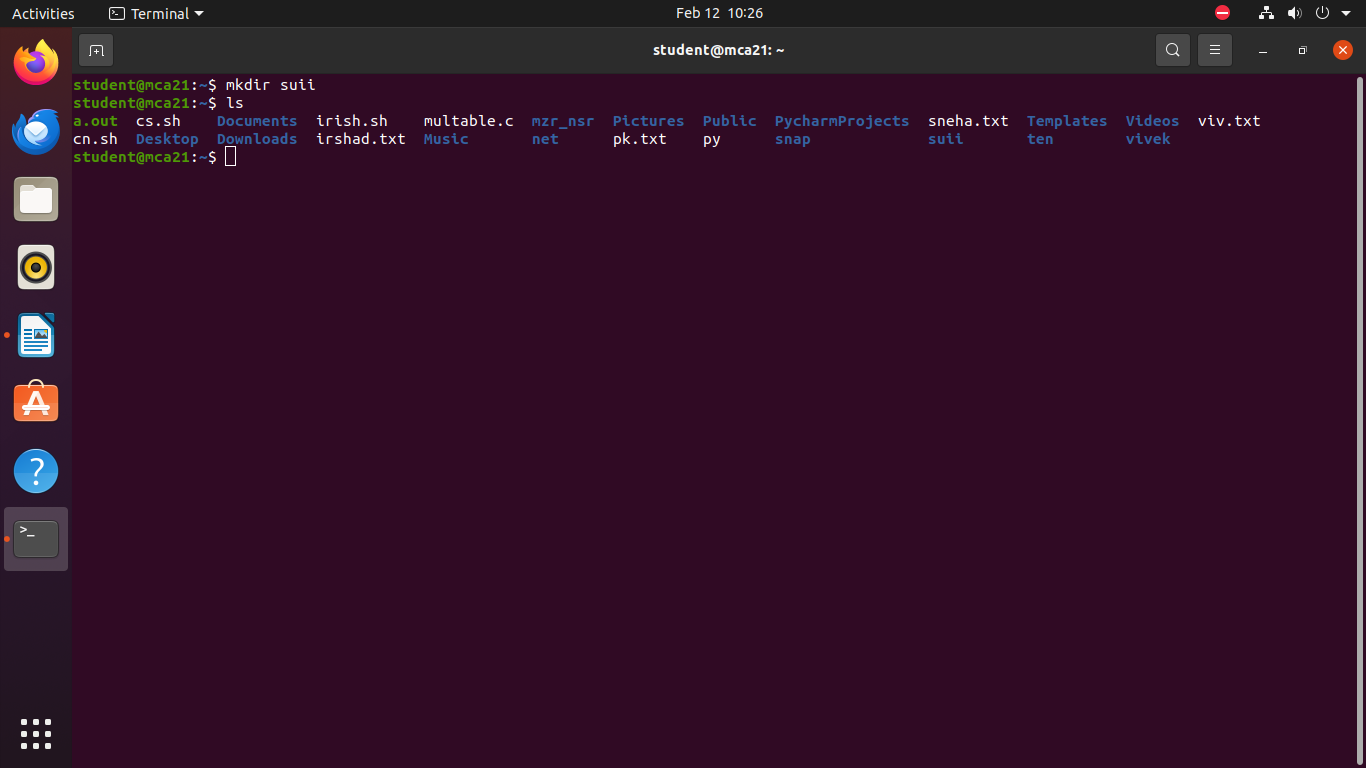 Activities Terminal Feb 12 10:26
student@mca21: ~
student@mca21:~$ mkdir suii
student@mca21:~$ ls
a.out cs.sh Documents irish.sh multable.c mzr_nsr Pictures Public PycharmProjects sneha.txt Templates Videos viv.txt
cn.sh Desktop Downloads irshad.txt Music net pk.txt py snap suii ten vivek
student@mca21:~$